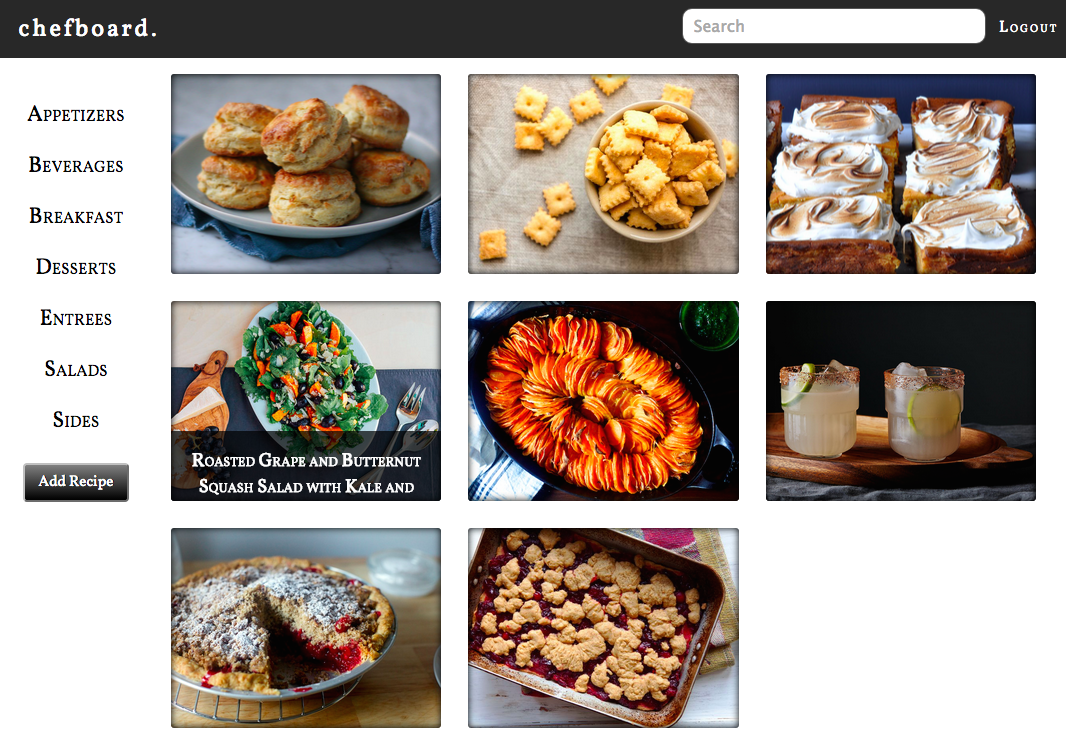 chefboard.
Search
Logout
Appetizers
Beverages
Breakfast
Desserts
Entrees
Salads
Sides
Add Recipe
Roasted Grape and Butternut
Squash Salad with Kale and